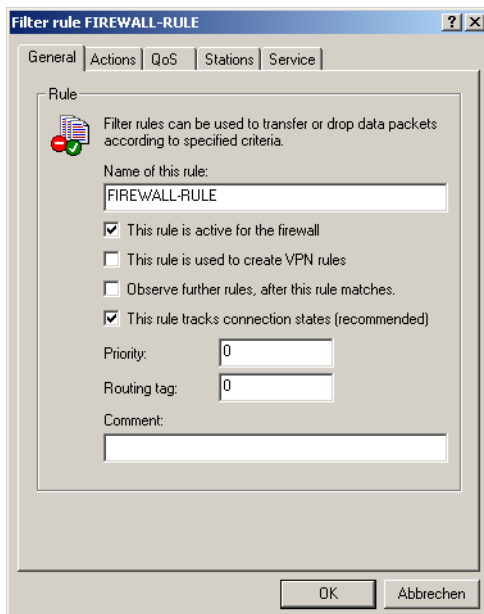 Filter rule FIREWALL-RULE
General Actions QoS Stations Service
Rule
Filter rules can be used to transfer or drop data packets
according to specified criteria.
Name of this rule:
FIREWALL-RULE
This rule is active for the firewall
This rule is used to create VPN rules
Observe further rules, after this rule matches.
This rule tracks connection states (recommended)
Priority: 0
Routing tag: 0
Comment:
OK Abbrechen